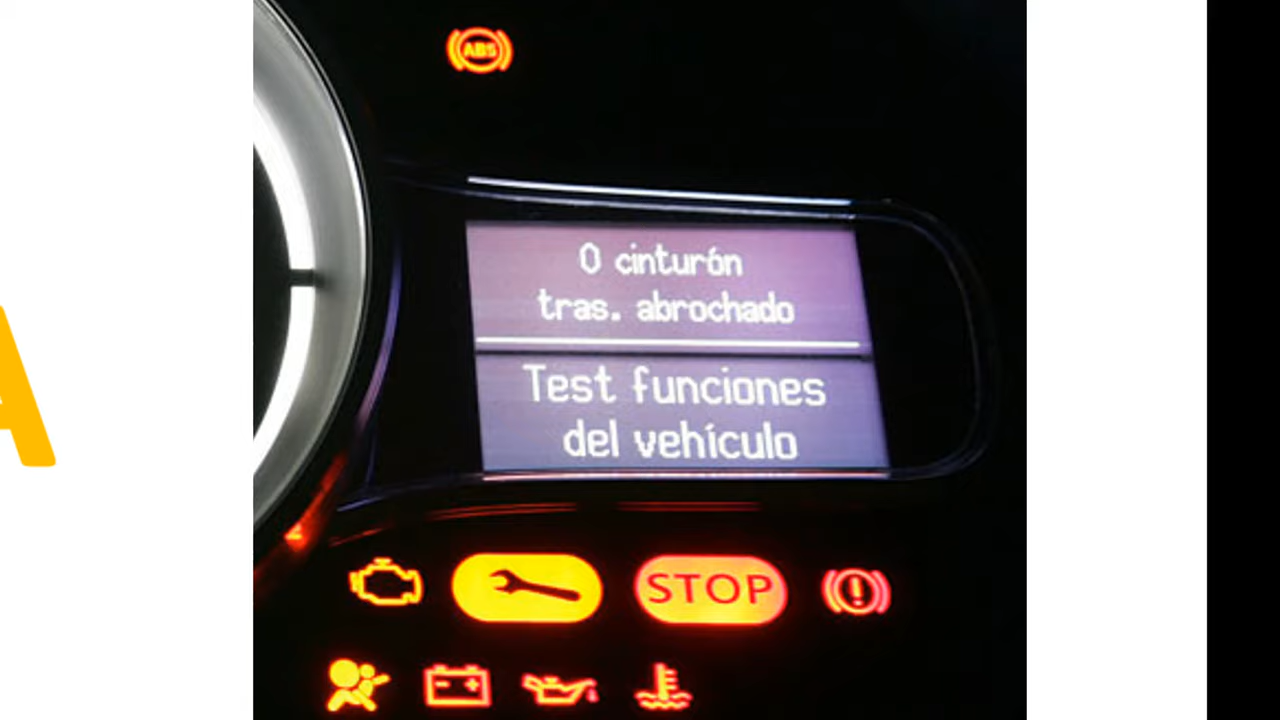 A
ABS
0 cinturón
tras. abrochado
Test funciones
del vehículo
STOP